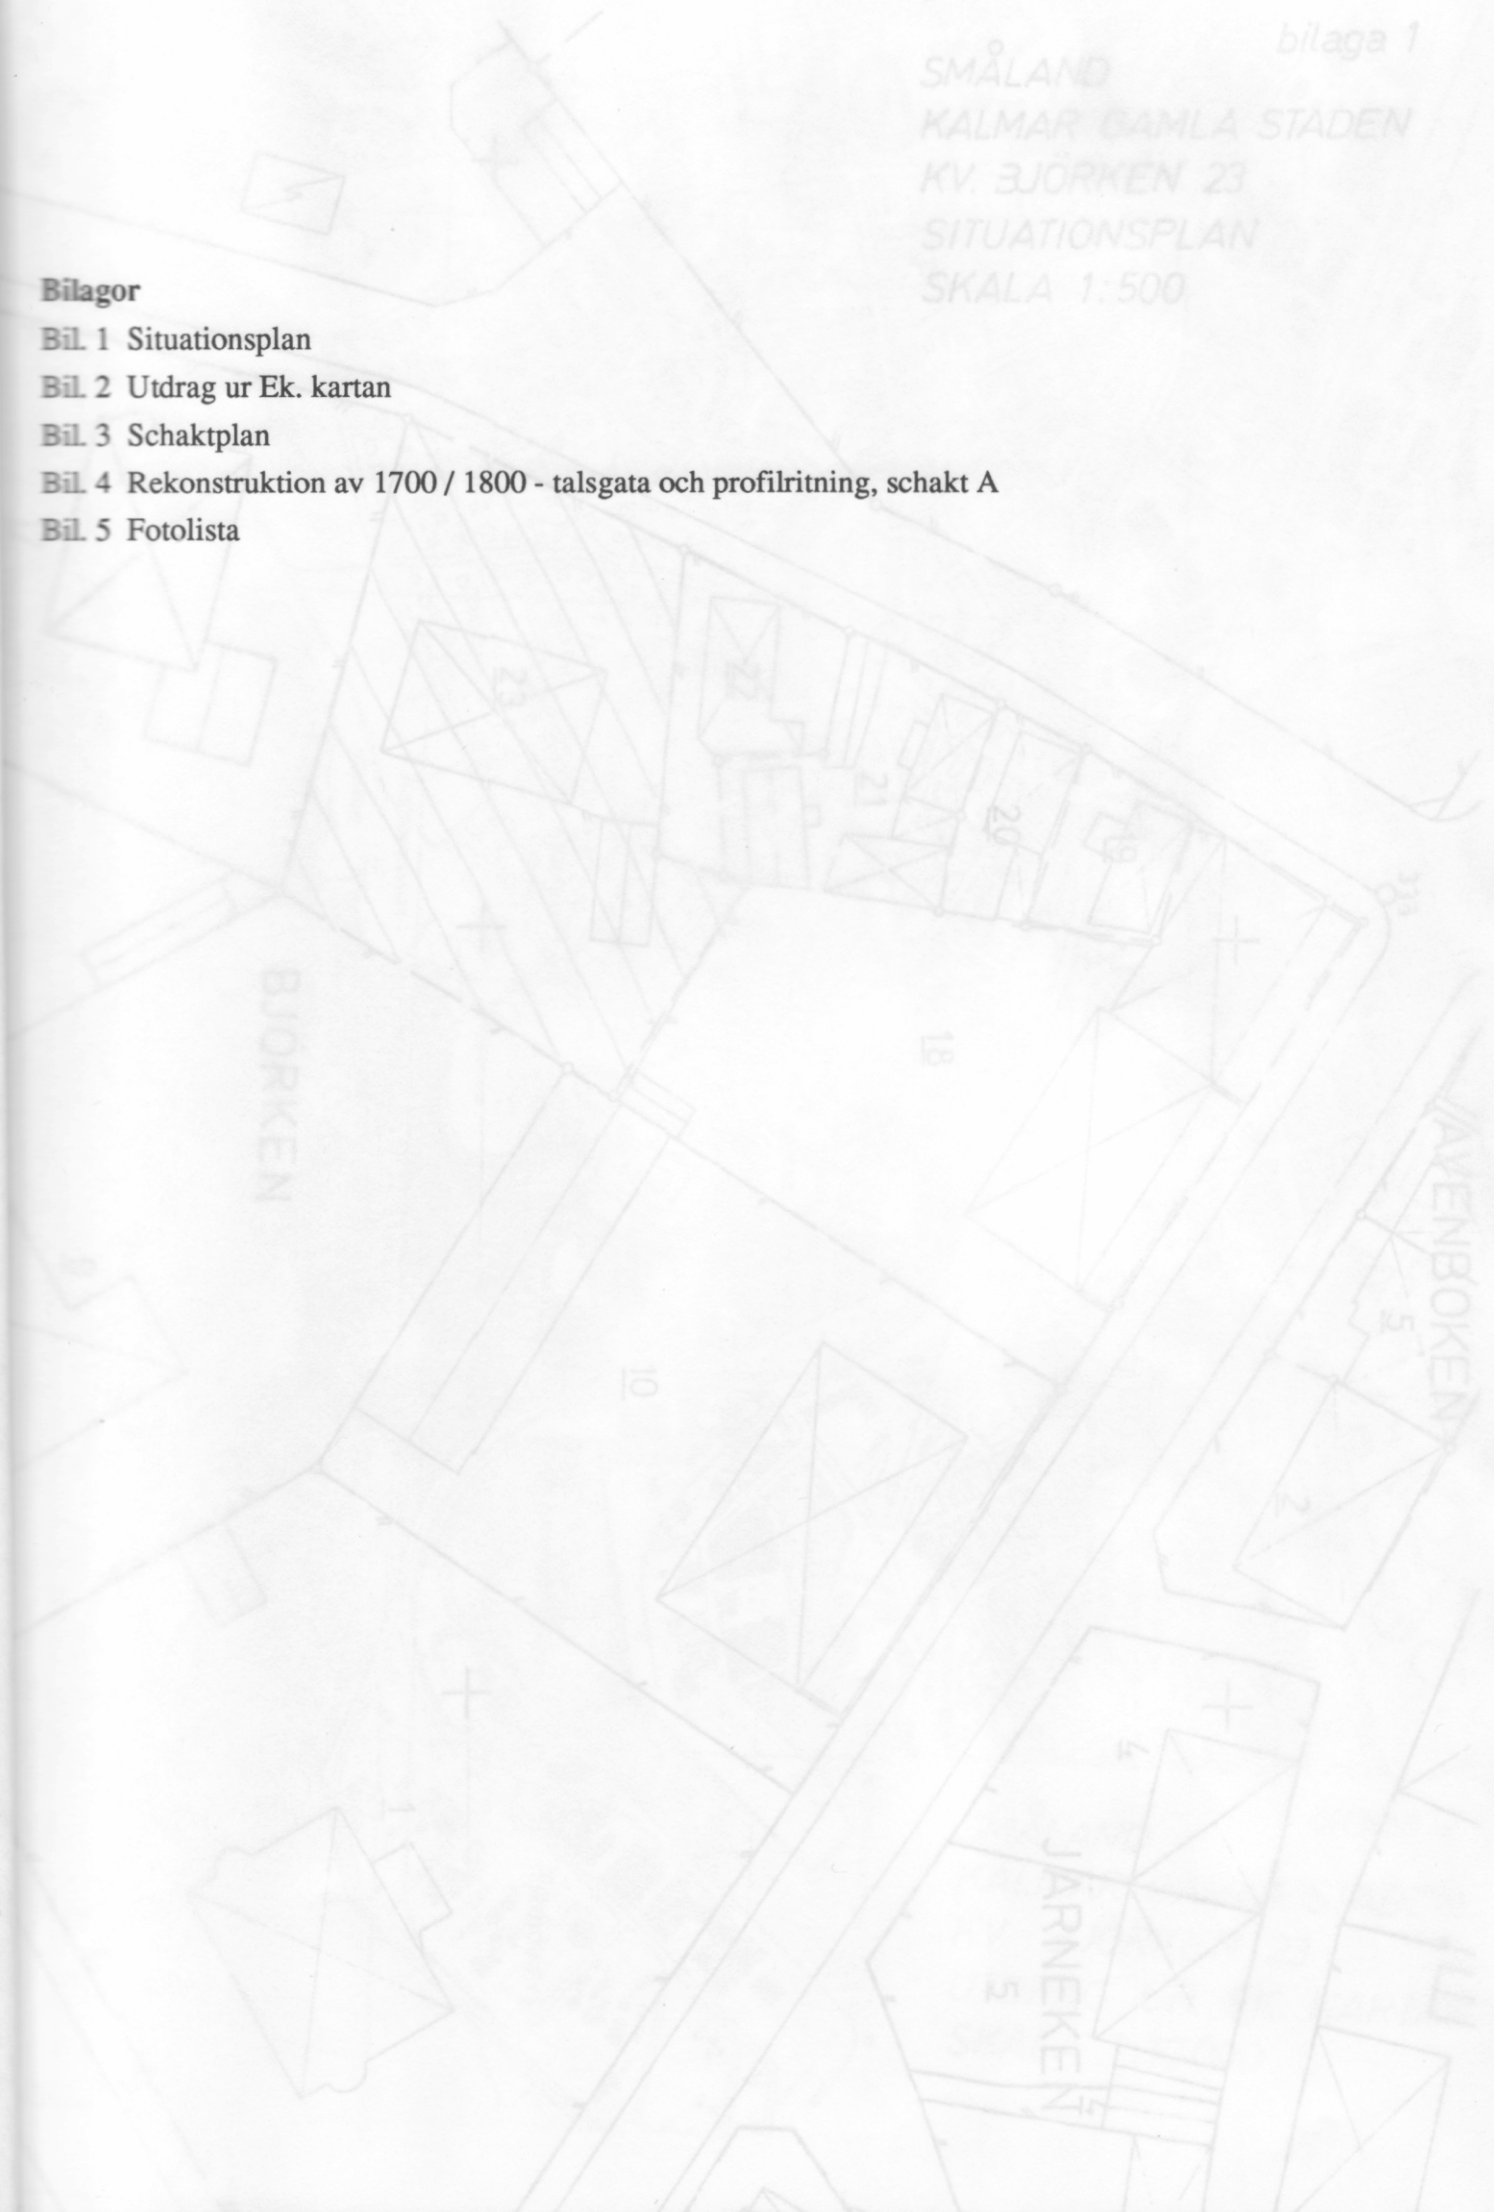 bilaga 1
SMÅLAND
KALMAR GAMLA STADEN
KV. BJÖRKEN 23
SITUATIONSPLAN
SKALA 1:500
Bilagor
Bil. 1 Situationsplan
Bil. 2 Utdrag ur Ek. kartan
Bil. 3 Schaktplan
Bil. 4 Rekonstruktion av 1700 / 1800 - talsgata och profilritning, schakt A
Bil. 5 Fotolista
23
22
21
20
19
18
BJÖRKEN
AVENBOKEN
9
5
10
2
4
1
JÄRNEKEN
5